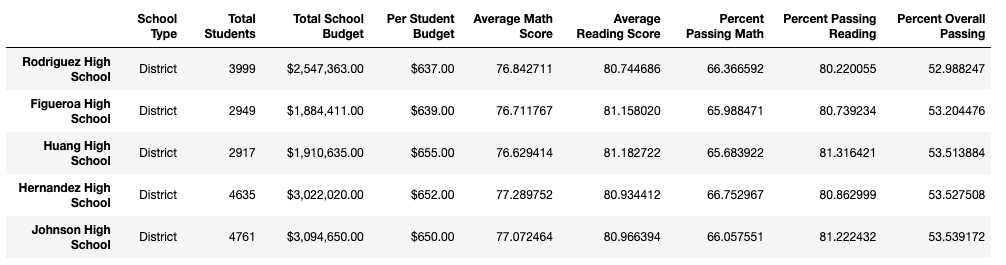 School Type Total Students Total School Budget Per Student Budget Average Math Score Average Reading Score Percent Passing Math Percent Passing Reading Percent Overall Passing
Rodriguez High School District 3999 $2,547,363.00 $637.00 76.842711 80.744686 66.366592 80.220055 52.988247
Figueroa High School District 2949 $1,884,411.00 $639.00 76.711767 81.158020 65.988471 80.739234 53.204476
Huang High School District 2917 $1,910,635.00 $655.00 76.629414 81.182722 65.683922 81.316421 53.513884
Hernandez High School District 4635 $3,022,020.00 $652.00 77.289752 80.934412 66.752967 80.862999 53.527508
Johnson High School District 4761 $3,094,650.00 $650.00 77.072464 80.966394 66.057551 81.222432 53.539172